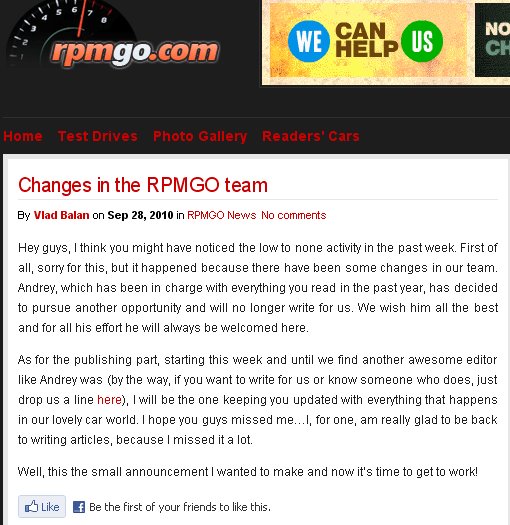 rpmgo.com
WE CAN HELP US
NO
CH
Home Test Drives Photo Gallery Readers' Cars
Changes in the RPMGO team
By Vlad Balan on Sep 28, 2010 in RPMGO News No comments
Hey guys, I think you might have noticed the low to none activity in the past week. First of
all, sorry for this, but it happened because there have been some changes in our team.
Andrey, which has been in charge with everything you read in the past year, has decided
to pursue another opportunity and will no longer write for us. We wish him all the best
and for all his effort he will always be welcomed here.
As for the publishing part, starting this week and until we find another awesome editor
like Andrey was (by the way, if you want to write for us or know someone who does, just
drop us a line here), I will be the one keeping you updated with everything that happens
in our lovely car world. I hope you guys missed me...I, for one, am really glad to be back
to writing articles, because I missed it a lot.
Well, this the small announcement I wanted to make and now it's time to get to work!
Like Be the first of your friends to like this.